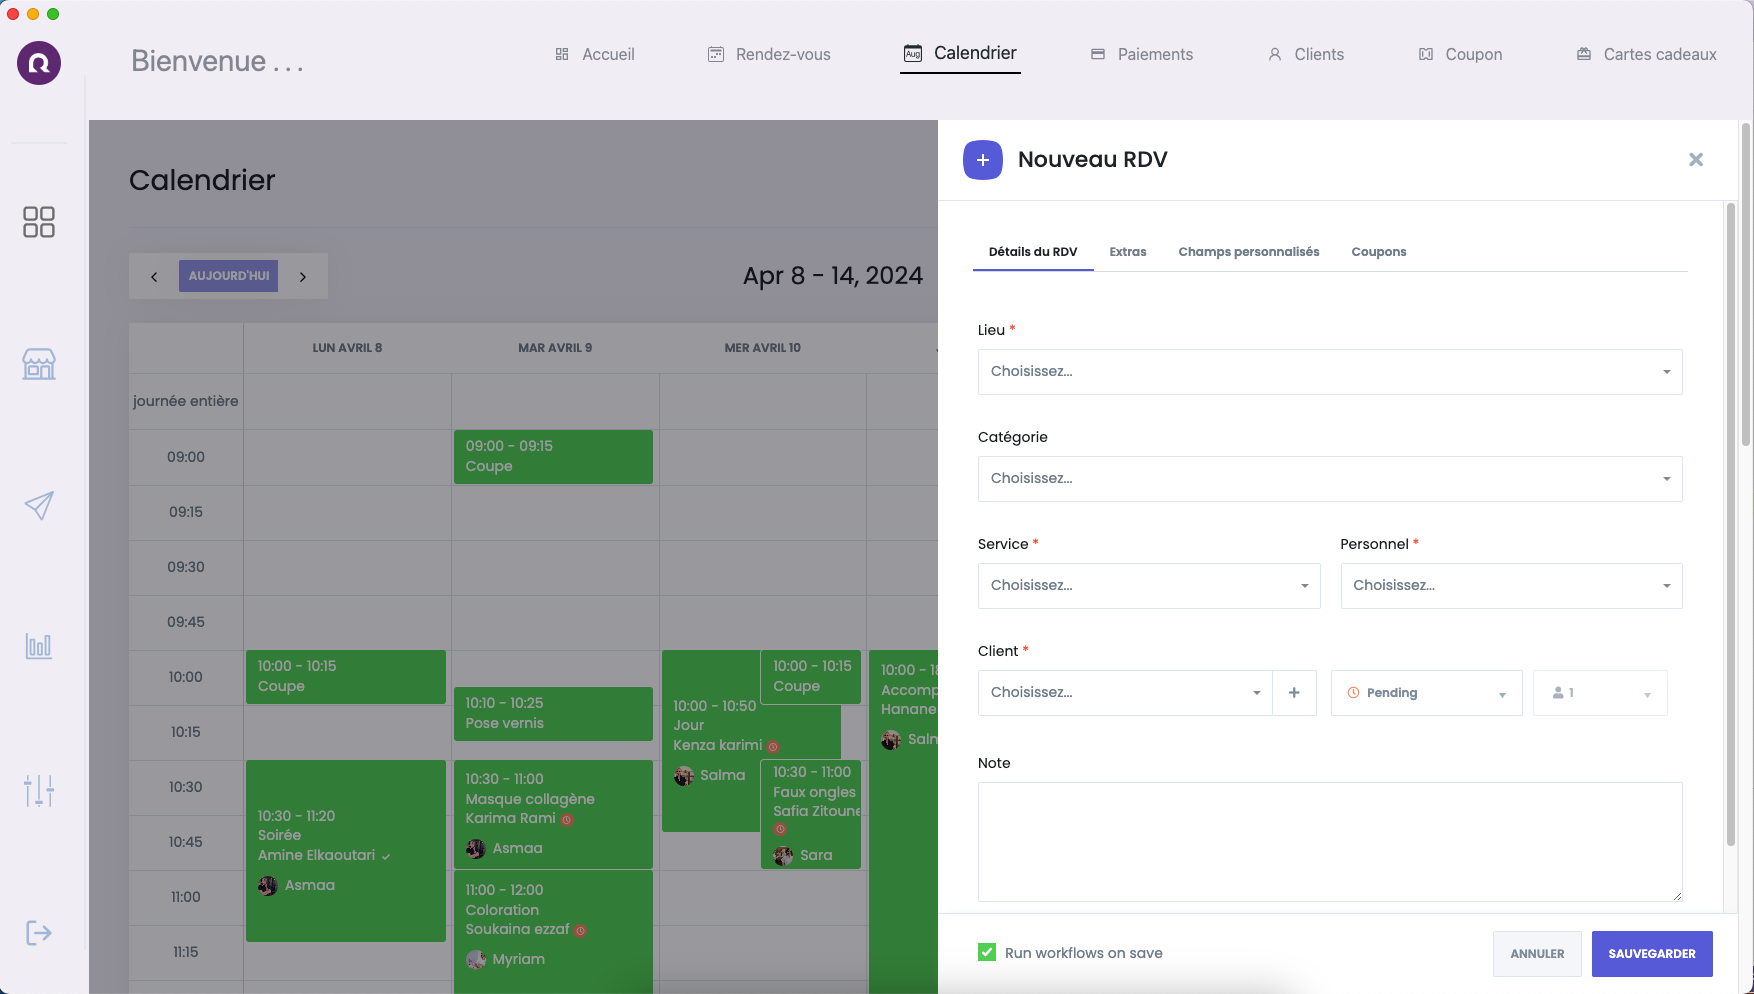 Bienvenue . . .
Accueil
Rendez-vous
Aug
Calendrier
Paiements
Clients
Coupon
Cartes cadeaux
Calendrier
AUJOURD'HUI
Apr 8 – 14, 2024
LUN AVRIL 8
MAR AVRIL 9
MER AVRIL 10
journée entière
09:00
09:15
09:30
09:45
10:00
10:15
10:30
10:45
11:00
11:15
10:00 - 10:15
Coupe
10:30 - 11:20
Soirée
Amine Elkaoutari
Asmaa
09:00 - 09:15
Coupe
10:10 - 10:25
Pose vernis
10:30 - 11:00
Masque collagène
Karima Rami
Asmaa
11:00 - 12:00
Coloration
Soukaina ezzaf
Myriam
10:00 - 10:50
Jour
Kenza karimi
Salma
10:00 - 10:15
Coupe
10:30 - 11:00
Faux ongles
Safia Zitoune
Sara
10:00 - 1
Accomp
Hanane
Saln
Nouveau RDV
Détails du RDV
Extras
Champs personnalisés
Coupons
Lieu *
Choisissez...
Catégorie
Choisissez...
Service *
Choisissez...
Personnel *
Choisissez...
Client *
Choisissez...
Pending
1
Note
Run workflows on save
ANNULER
SAUVEGARDER